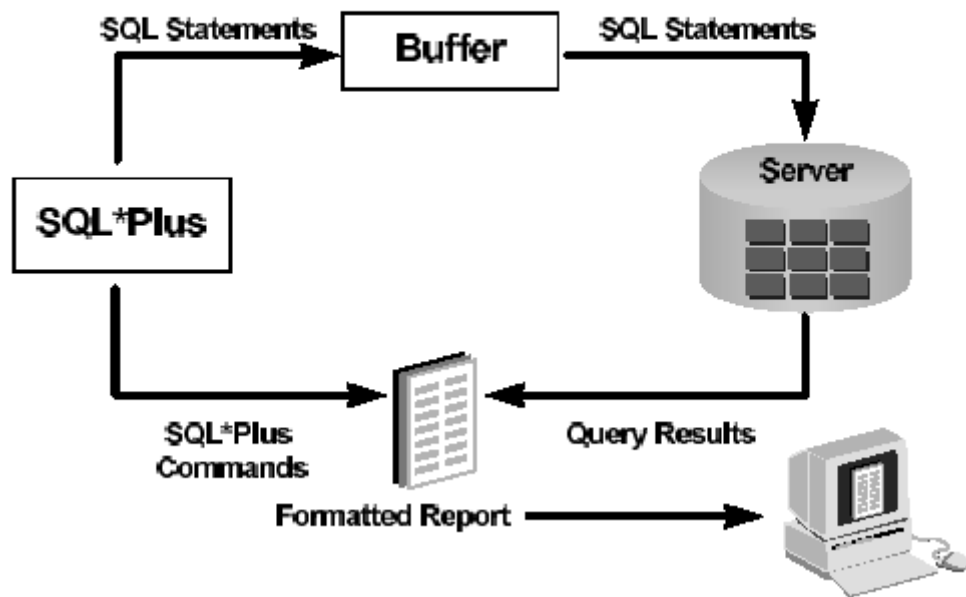 SQL Statements
Buffer
SQL Statements
Server
SQL*Plus
SQL*Plus
Commands
Query Results
Formatted Report